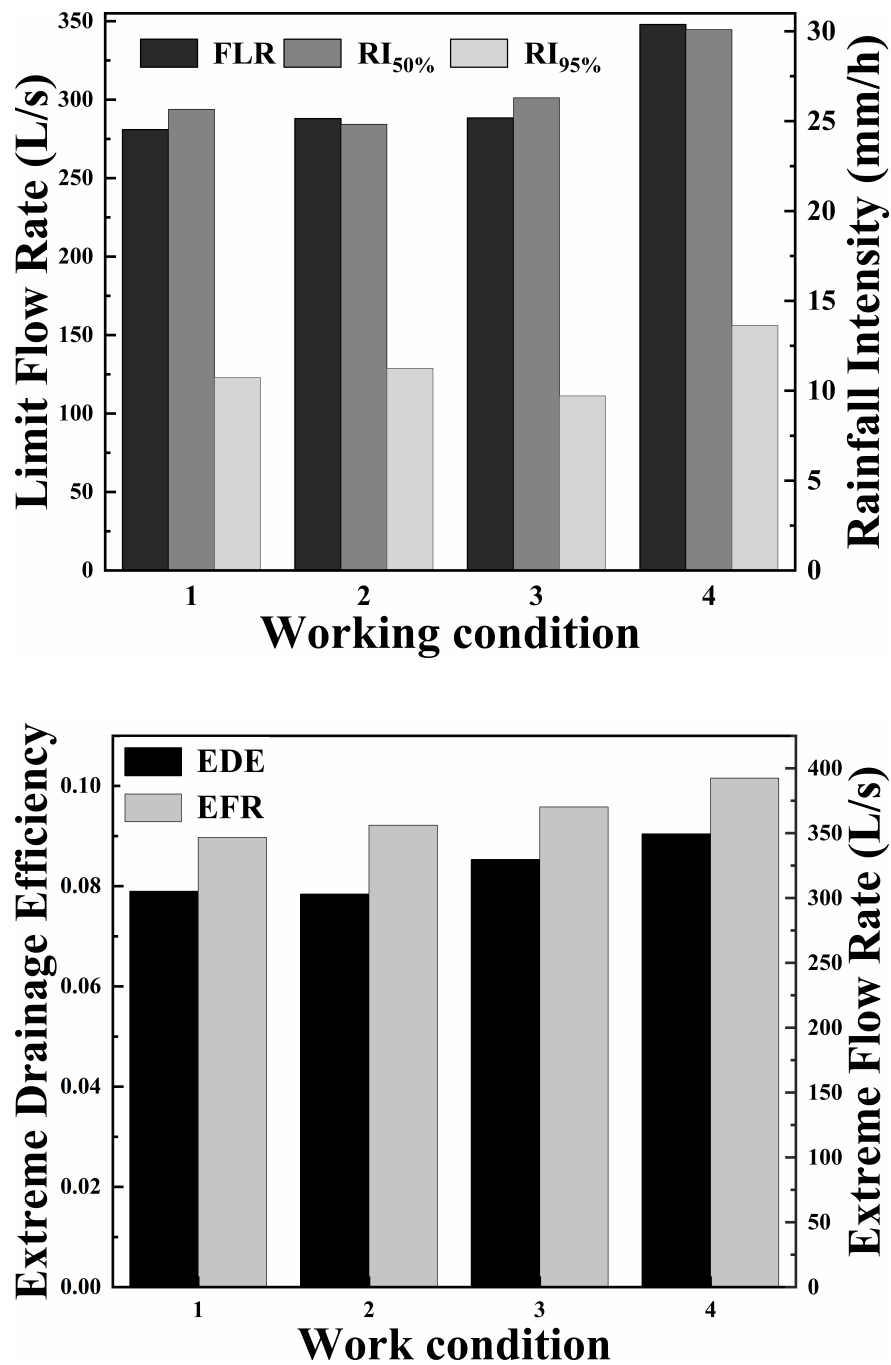 Limit Flow Rate (L/s)
350
300
250
200
150
100
50
0
FLR RI50% RI95%
30
25
20
15
10
5
0
Rainfall Intensity (mm/h)
1 2 3 4
Working condition
Extreme Drainage Efficiency
0.10
0.08
0.06
0.04
0.02
0.00
EDE
EFR
400
350
300
250
200
150
100
50
0
Extreme Flow Rate (L/s)
1 2 3 4
Work condition